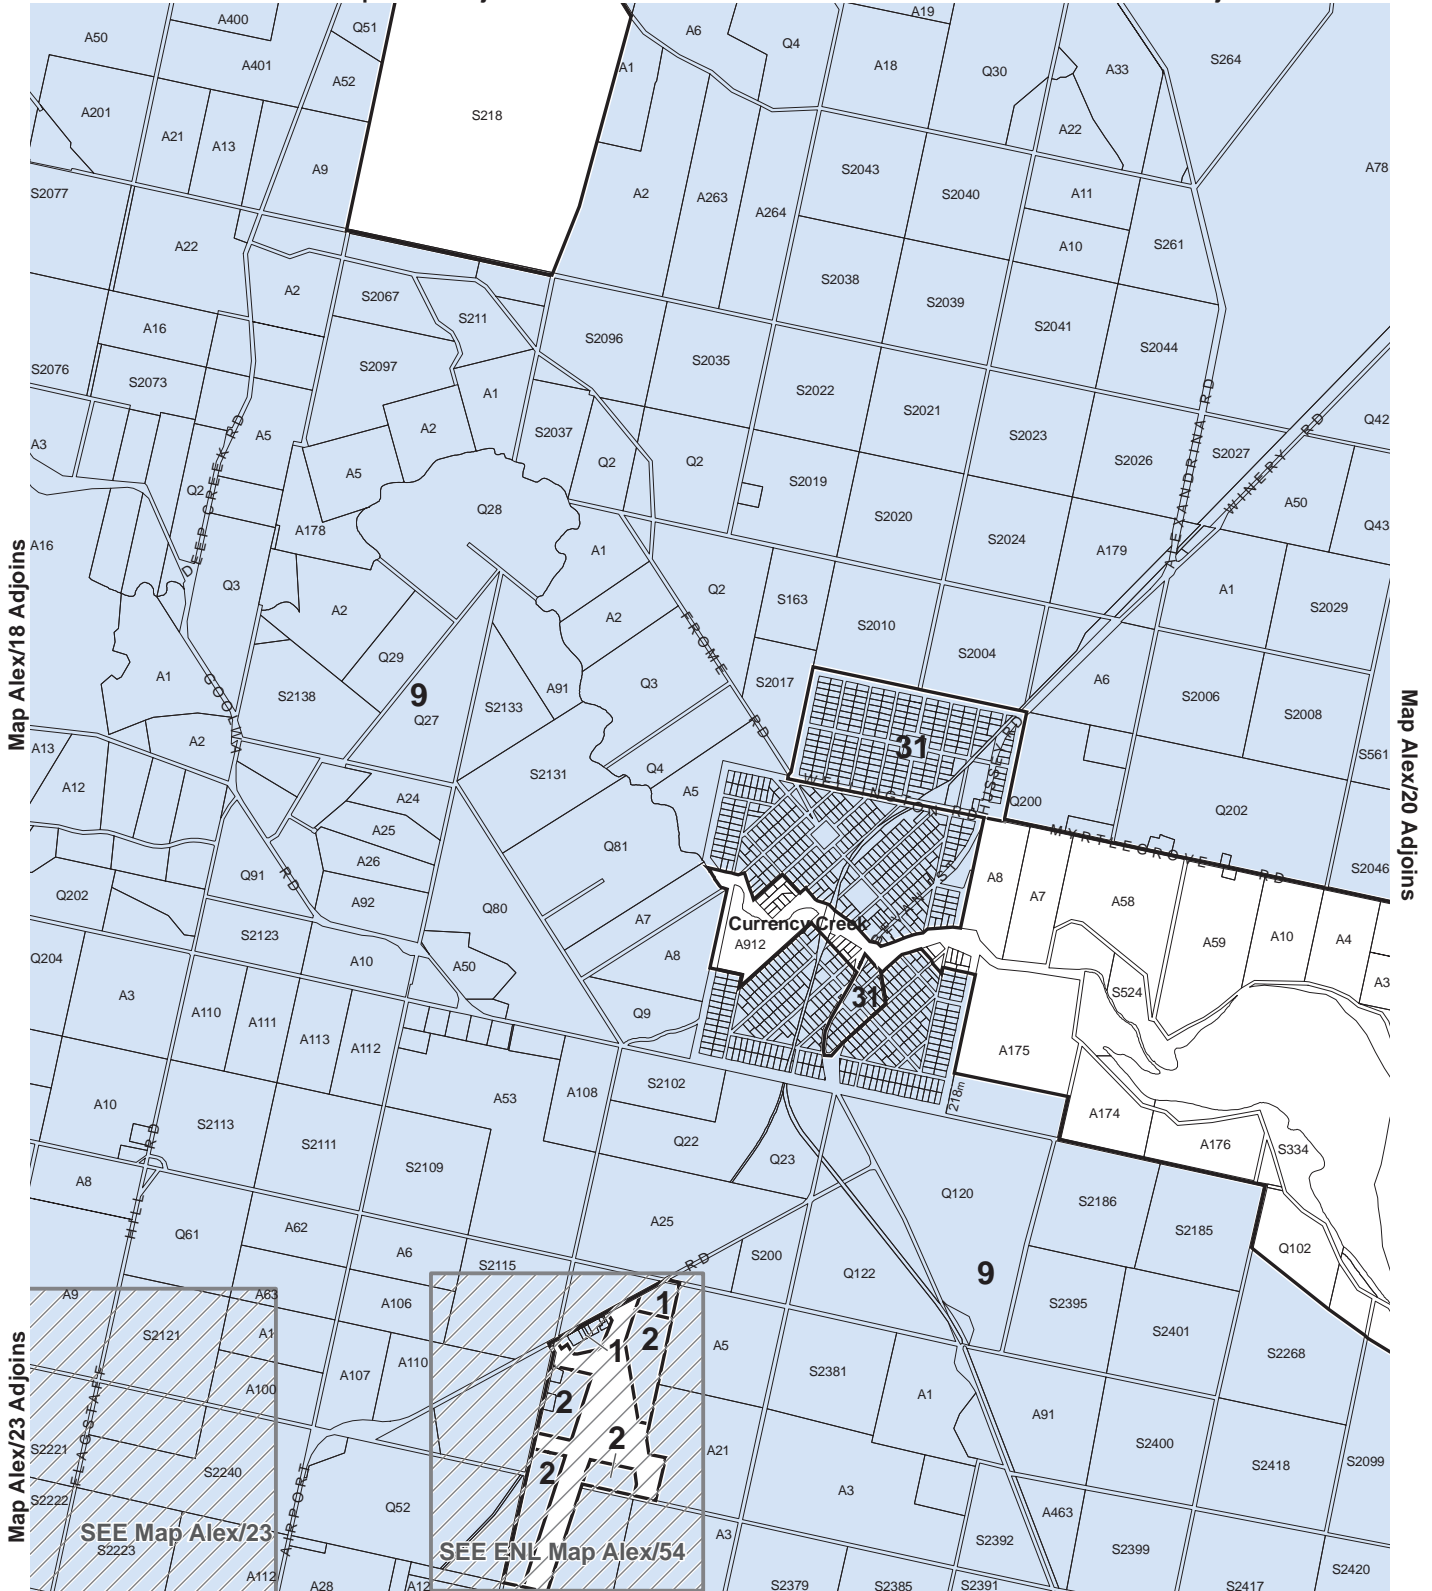 A400
A50
Q51
A401
A52
A201
A21
A13
A9
S218
A1
A6
Q4
A19
A18
Q30
A33
S264
A22
A78
S2077
A22
A2
A263
A264
S2043
S2040
A11
A10
S261
A2
S2067
S211
S2038
S2039
S2041
S2044
A16
S2076
S2073
S2097
S2096
S2035
S2022
S2021
A1
A2
S2037
A3
A5
Q2
A5
Q2
Q2
S2023
S2026
S2027
Q42
ALEXANDRINA RD
WINERY RD
DEEP CREEK RD
S2019
S2020
A50
Q43
A178
Q28
A16
A1
S2024
A179
Q3
A2
Q29
A2
Q2
S163
S2010
A1
S2029
FROME RD
Map Alex/18 Adjoins
A1
S2138
9
Q27
S2133
A91
Q3
S2017
S2004
A6
S2006
S2008
GOOLWA RD
A2
A13
A12
A24
A25
A26
S2131
Q4
A5
31
HUSSEY RD
WELLINGTON RD
Q200
Q202
S561
Map Alex/20 Adjoins
MYRTLEGROVE RD
S2046
Q91
A92
Q202
Q81
Q80
A7
A8
Currency Creek
A912
A8
A7
A58
A59
A10
A4
A3
S2123
A10
A50
Q204
A3
A110
A111
A113
A112
Q9
31
S524
A175
A10
S2113
S2111
A53
A108
S2102
218m
A174
A176
S334
S2109
Q22
Q23
Q120
S2186
S2185
A8
HILL RD
Q61
A62
A6
S2115
A25
S200
Q122
9
Q102
RD
A9
A63
A106
S2395
S2401
S2268
1
2
1
S2121
A1
A100
A107
A110
A5
S2381
A1
A91
S2400
2
2
2
Map Alex/23 Adjoins
FLAGSTAFF
S2221
S2240
S2222
A21
A3
S2418
S2099
AIRPORT
Q52
A463
SEE Map Alex/23
S2223
SEE ENL Map Alex/54
A3
S2392
S2399
S2420
A112
A28
A12
S2379
S2385
S2391
S2417